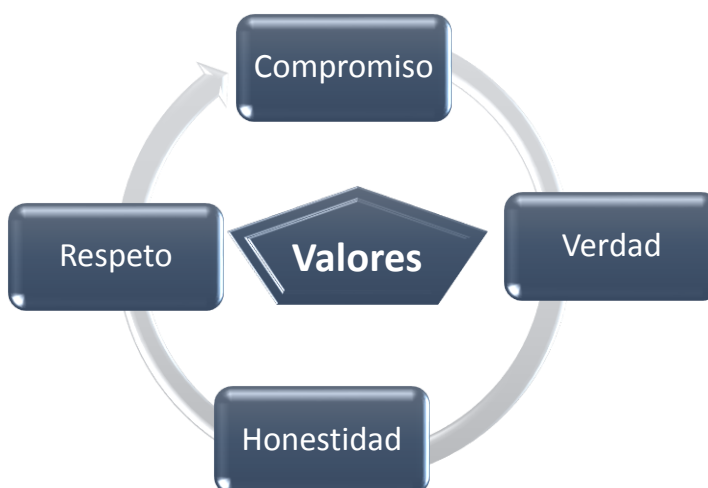 Compromiso
Respeto
Valores
Verdad
Honestidad